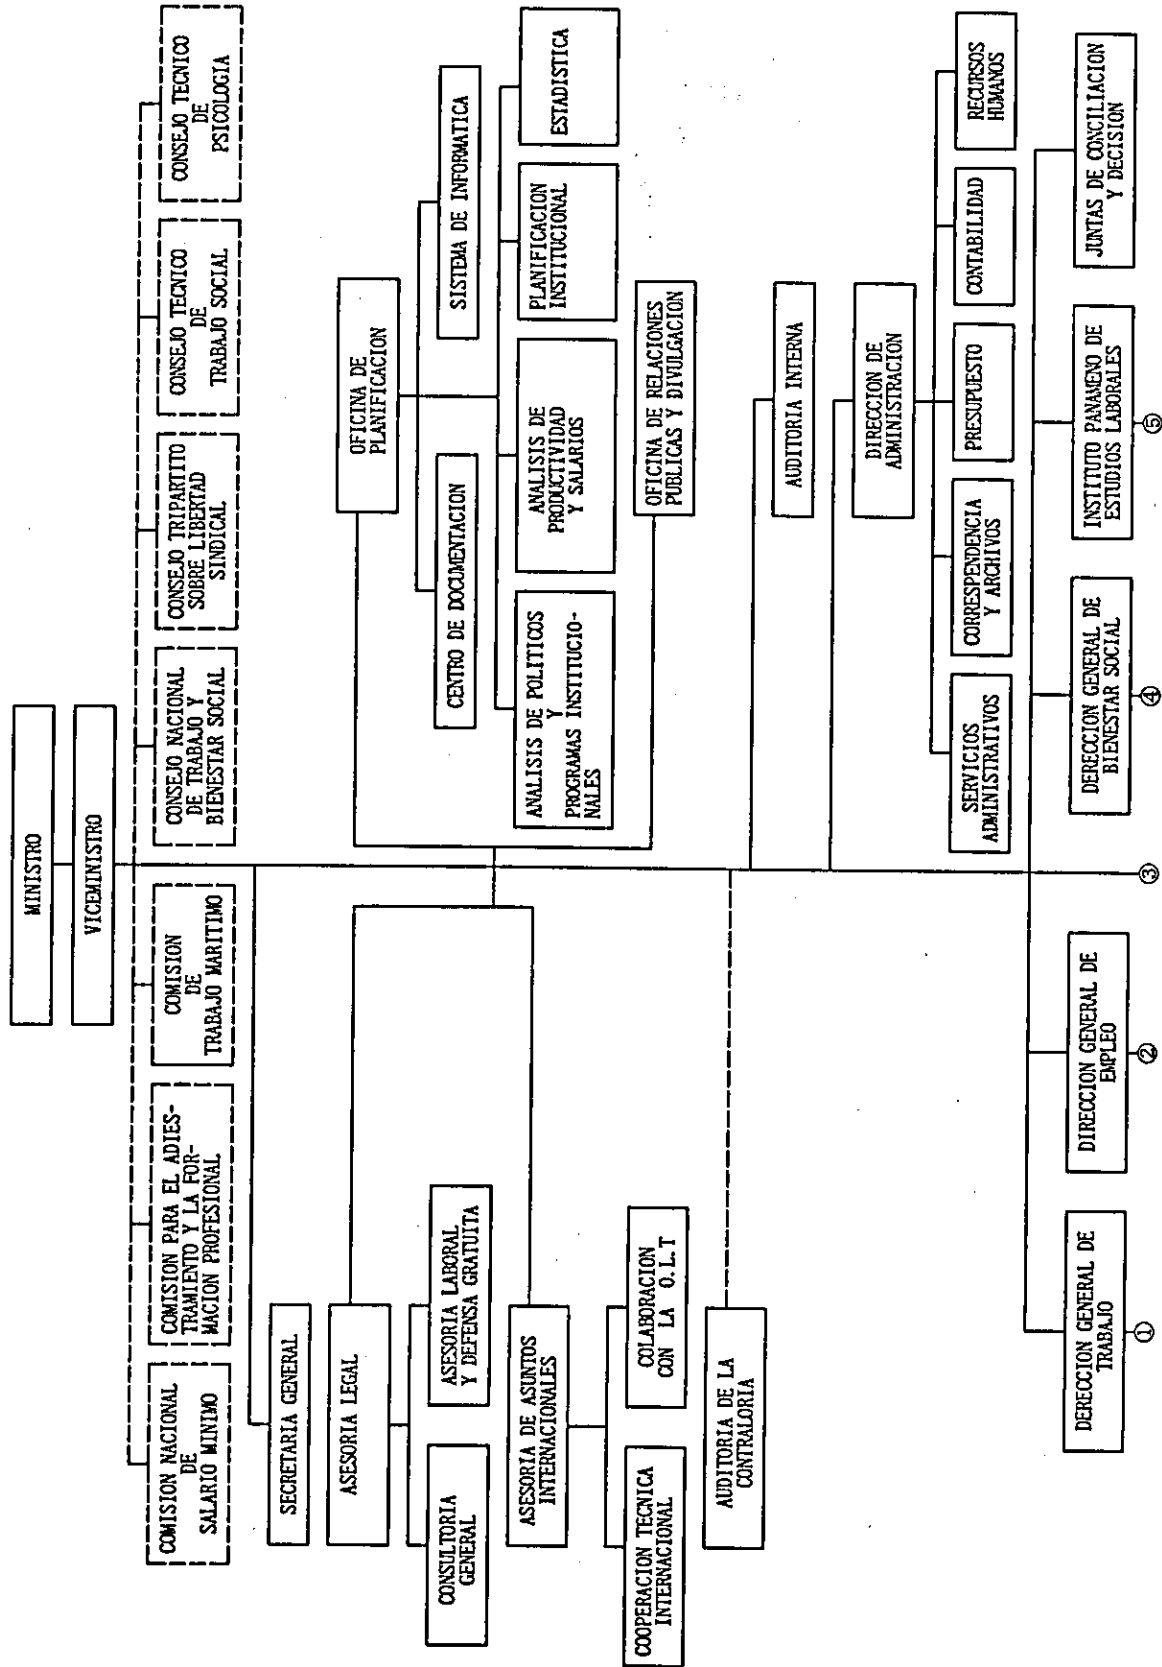 MINISTRO
VICEMINISTRO
COMISION NACIONAL
DE
SALARIO MINIMO
COMISION PARA EL ADIES-
TRAMIENTO Y LA FOR-
MACION PROFESIONAL
COMISION
DE
TRABAJO MARITIMO
CONSEJO NACIONAL
DE TRABAJO Y
BIENESTAR SOCIAL
CONSEJO TRIPARTITO
SOBRE LIBERTAD
SINDICAL
CONSEJO TECNICO
DE
TRABAJO SOCIAL
CONSEJO TECNICO
DE
PSICOLOGIA
SECRETARIA GENERAL
ASESORIA LEGAL
CONSULTORIA
GENERAL
ASESORIA LABORAL
Y DEFENSA GRATUITA
ASESORIA DE ASUNTOS
INTERNACIONALES
COOPERACION TECNICA
INTERNACIONAL
COLABORACION
CON LA O.L.T
OFICINA DE
PLANIFICACION
CENTRO DE DOCUMENTACION
SISTEMA DE INFORMATICA
ANALISIS DE POLITICOS
Y
PROGRAMAS INSTITUCIO-
NALES
ANALISIS DE
PRODUCTIVIDAD
Y SALARIOS
PLANIFICACION
INSTITUCIONAL
ESTADISTICA
OFICINA DE RELACIONES
PUBLICAS Y DIVULGACION
AUDITORIA DE LA
CONTRALORIA
AUDITORIA INTERNA
DIRECCION DE
ADMINISTRACION
SERVICIOS
ADMINISTRATIVOS
CORRESPENDENCIA
Y ARCHIVOS
PRESUPUESTO
CONTABILIDAD
RECURSOS
HUMANOS
DERECCION GENERAL DE
TRABAJO
DIRECCION GENERAL DE
EMPLEO
DERECCION GENERAL DE
BIENESTAR SOCIAL
INSTITUTO PANAMENO DE
ESTUDIOS LABORALES
JUNTAS DE CONCILIACION
Y DECISION
①
②
③
④
⑤